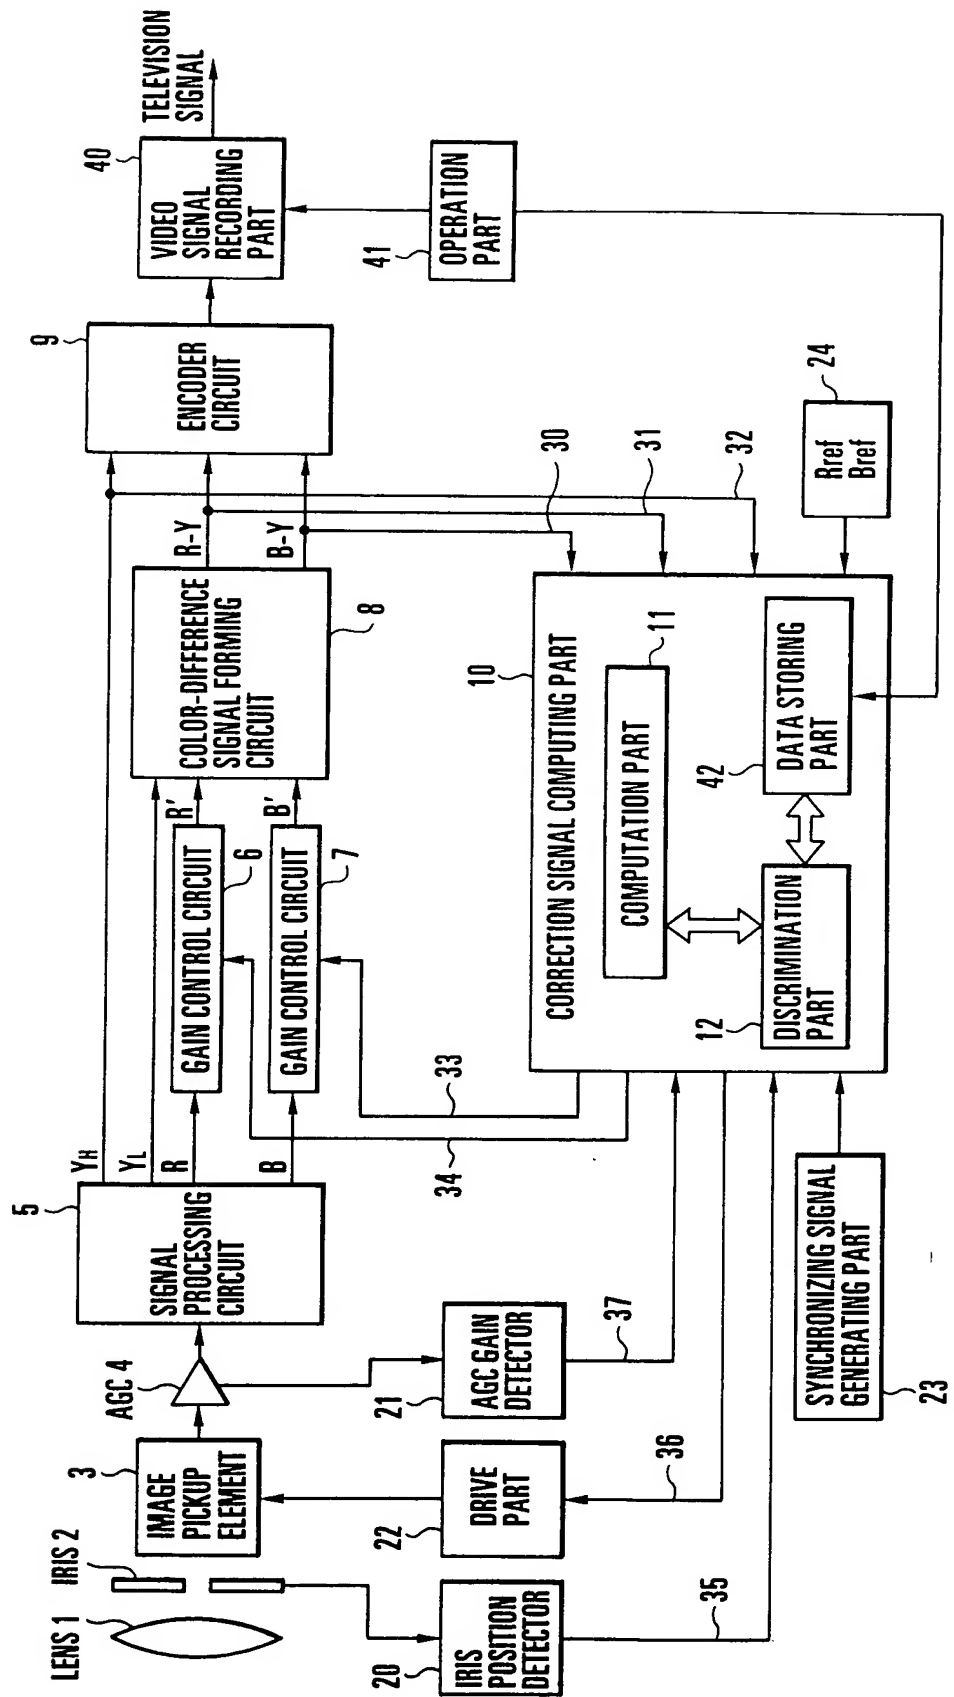 LENS 1
IRIS 2
3
IMAGE
PICKUP
ELEMENT
AGC 4
5
SIGNAL
PROCESSING
CIRCUIT
YH
YL
R
B
GAIN CONTROL CIRCUIT
6
GAIN CONTROL CIRCUIT
7
R'
B'
COLOR-DIFFERENCE
SIGNAL FORMING
CIRCUIT
8
R-Y
B-Y
9
ENCODER
CIRCUIT
40
VIDEO
SIGNAL
RECORDING
PART
TELEVISION
SIGNAL
41
OPERATION
PART
20
IRIS
POSITION
DETECTOR
22
DRIVE
PART
21
AGC GAIN
DETECTOR
37
36
35
34
33
10
CORRECTION SIGNAL COMPUTING PART
COMPUTATION PART
11
12
DISCRIMINATION
PART
42
DATA STORING
PART
30
31
32
24
Rref
Bref
SYNCHRONIZING SIGNAL
GENERATING PART
23